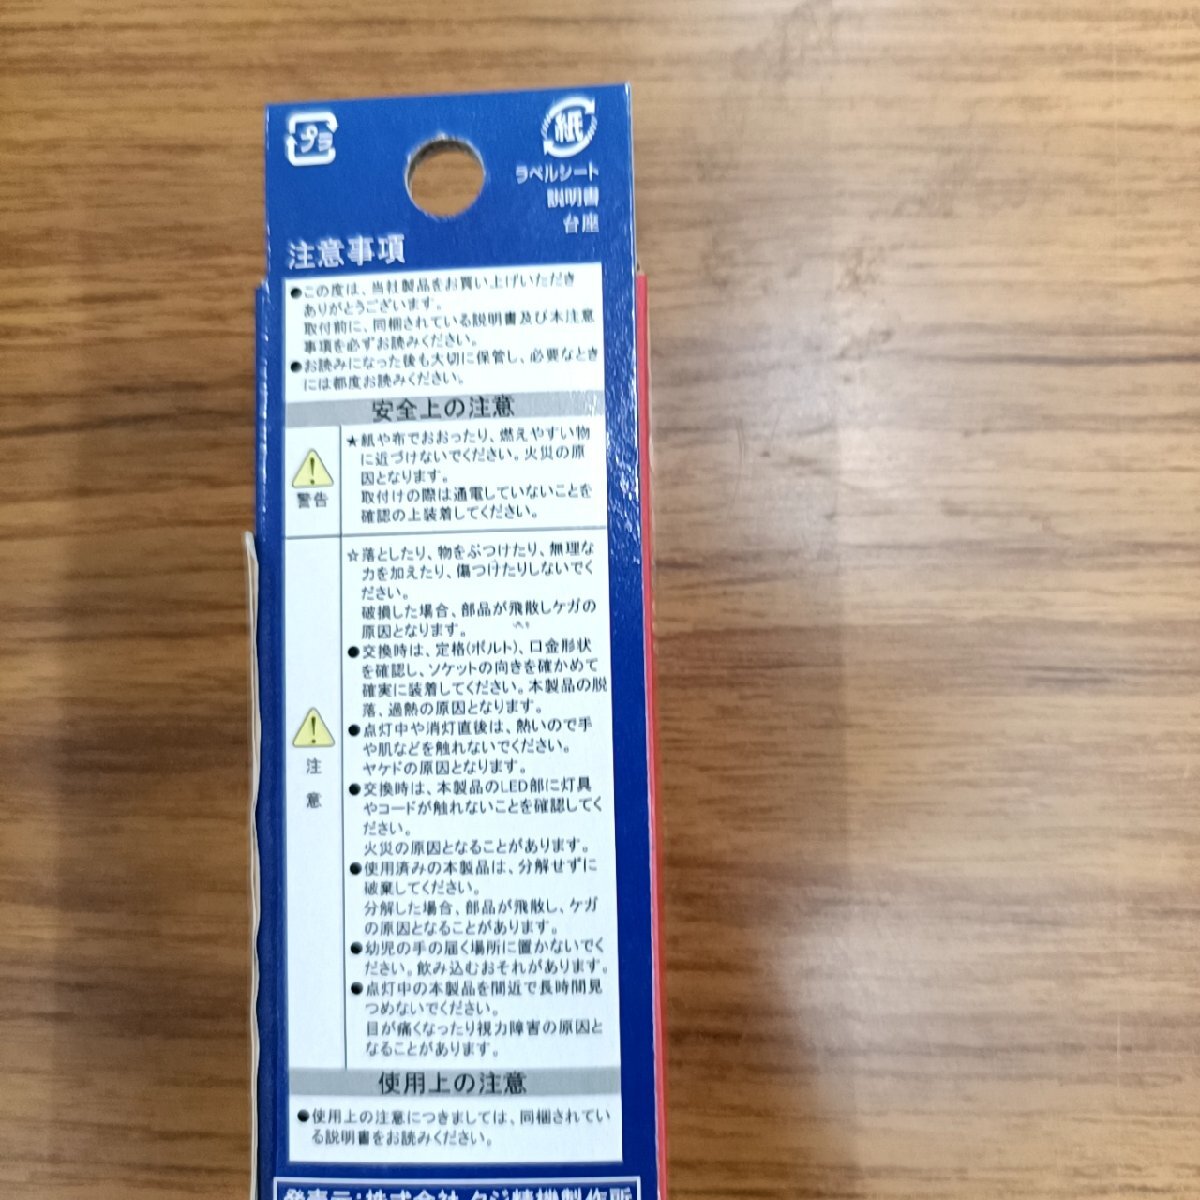 プラ
紙
ラベルシート
説明書
台座
注意事項
●この度は、当社製品をお買い上げいただき
ありがとうございます。
取付前に、同梱されている説明書及び本注意
事項を必ずお読みください。
●お読みになった後も大切に保管し、必要なとき
には都度お読みください。
安全上の注意
警告
★紙や布でおおったり、燃えやすい物
に近づけないでください。火災の原
因となります。
取付けの際は通電していないことを
確認の上装着してください。
注意
☆落としたり、物をぶつけたり、無理な
力を加えたり、傷つけたりしないでく
ださい。
破損した場合、部品が飛散しケガの
原因となります。
●交換時は、定格(ボルト)、口金形状
を確認し、ソケットの向きを確かめて
確実に装着してください。本製品の脱
落、過熱の原因となります。
●点灯中や消灯直後は、熱いので手
や肌などを触れないでください。
ヤケドの原因となります。
●交換時は、本製品のLED部に灯具
やコードが触れないことを確認してく
ださい。
火災の原因となることがあります。
●使用済みの本製品は、分解せずに
破棄してください。
分解した場合、部品が飛散し、ケガ
の原因となることがあります。
●幼児の手の届く場所に置かないでく
ださい。飲み込むおそれがあります。
●点灯中の本製品を間近で長時間見
つめないでください。
目が痛くなったり視力障害の原因と
なることがあります。
使用上の注意
●使用上の注意につきましては、同梱されてい
る説明書をお読みください。
発売元:株式会社 タジ精機製作所